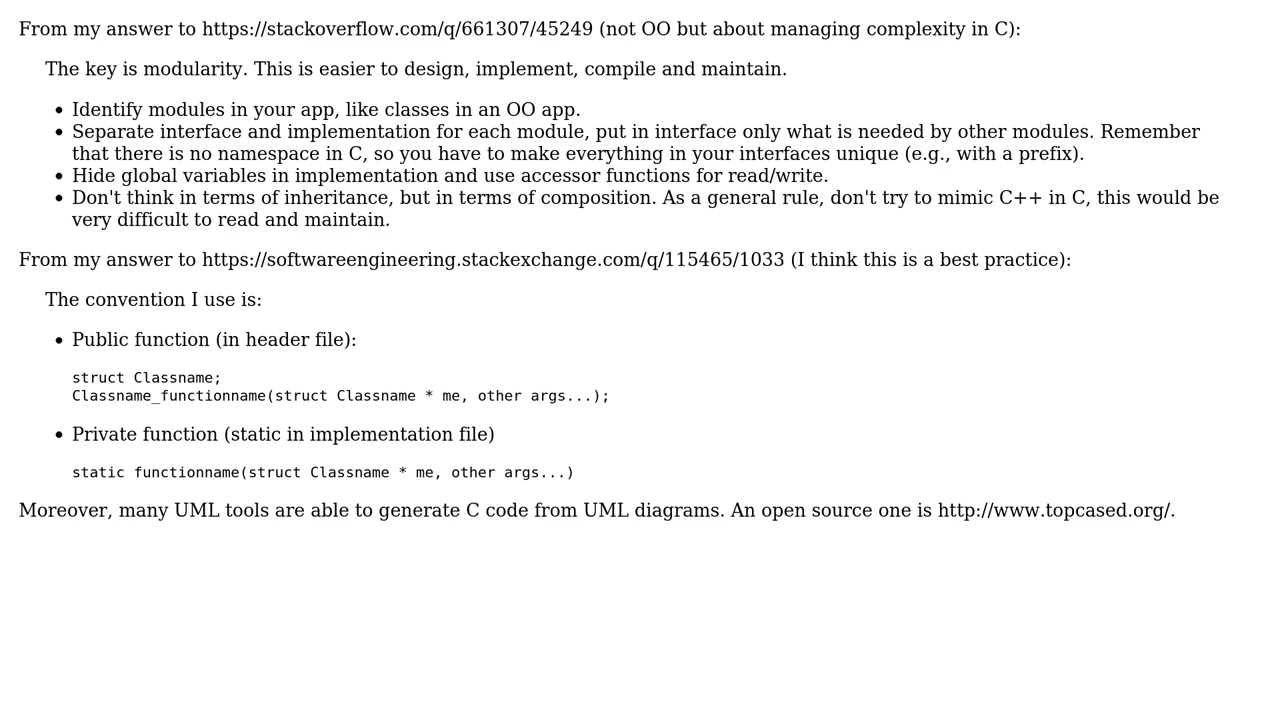 From my answer to https://stackoverflow.com/q/661307/45249 (not OO but about managing complexity in C):
The key is modularity. This is easier to design, implement, compile and maintain.
• Identify modules in your app, like classes in an OO app.
• Separate interface and implementation for each module, put in interface only what is needed by other modules. Remember
that there is no namespace in C, so you have to make everything in your interfaces unique (e.g., with a prefix).
• Hide global variables in implementation and use accessor functions for read/write.
• Don't think in terms of inheritance, but in terms of composition. As a general rule, don't try to mimic C++ in C, this would be
very difficult to read and maintain.
From my answer to https://softwareengineering.stackexchange.com/q/115465/1033 (I think this is a best practice):
The convention I use is:
• Public function (in header file):
struct Classname;
Classname_functionname(struct Classname * me, other args...);
• Private function (static in implementation file)
static functionname(struct Classname * me, other args...)
Moreover, many UML tools are able to generate C code from UML diagrams. An open source one is http://www.topcased.org/.